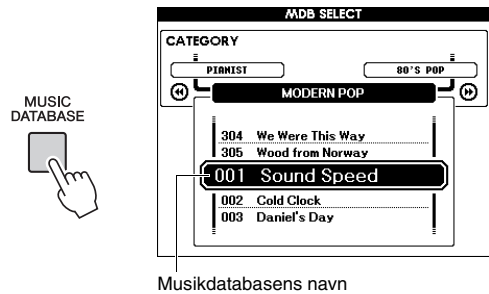 MDB SELECT
CATEGORY
PIANIST
80'S POP
MODERN POP
MUSIC
DATABASE
304 We Were This Way
305 Wood from Norway
001 Sound Speed
002 Cold Clock
003 Daniel's Day
Musikdatabasens navn